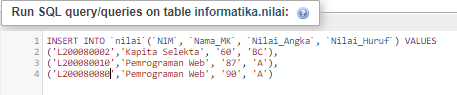 Run SQL query/queries on table informatika.nilai:
1 INSERT INTO `nilai`(`NIM`, `Nama_MK`, `Nilai_Angka`, `Nilai_Huruf`) VALUES
2 ('L200080002','Kapita Selekta', '60', 'BC'),
3 ('L200080010','Pemrograman Web', '87', 'A'),
4 ('L200080080','Pemrograman Web', '90', 'A')